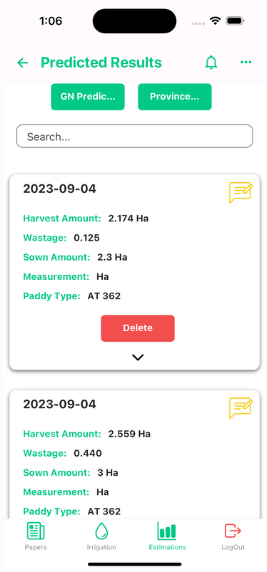 1:06
Predicted Results
GN Predic...
Province...
Search...
2023-09-04
Harvest Amount: 2.174 Ha
Wastage: 0.125
Sown Amount: 2.3 Ha
Measurement: Ha
Paddy Type: AT 362
Delete
2023-09-04
Harvest Amount: 2.559 Ha
Wastage: 0.440
Sown Amount: 3 Ha
Measurement: Ha
Paddy Type: AT 362
Papers
Irrigation
Estimations
LogOut